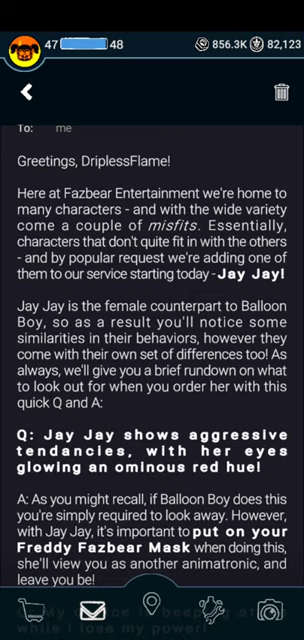 47 48 856.3K 82,123
To: me
Greetings, DriplessFlame!
Here at Fazbear Entertainment we're home to
many characters - and with the wide variety
come a couple of misfits. Essentially,
characters that don't quite fit in with the others
- and by popular request we're adding one of
them to our service starting today - Jay Jay!
Jay Jay is the female counterpart to Balloon
Boy, so as a result you'll notice some
similarities in their behaviors, however they
come with their own set of differences too! As
always, we'll give you a brief rundown on what
to look out for when you order her with this
quick Q and A:
Q: Jay Jay shows aggressive
tendancies, with her eyes
glowing an ominous red hue!
A: As you might recall, if Balloon Boy does this
you're simply required to look away. However,
with Jay Jay, it's important to put on your
Freddy Fazbear Mask when doing this,
she'll view you as another animatronic, and
leave you be!
while I lose my power!